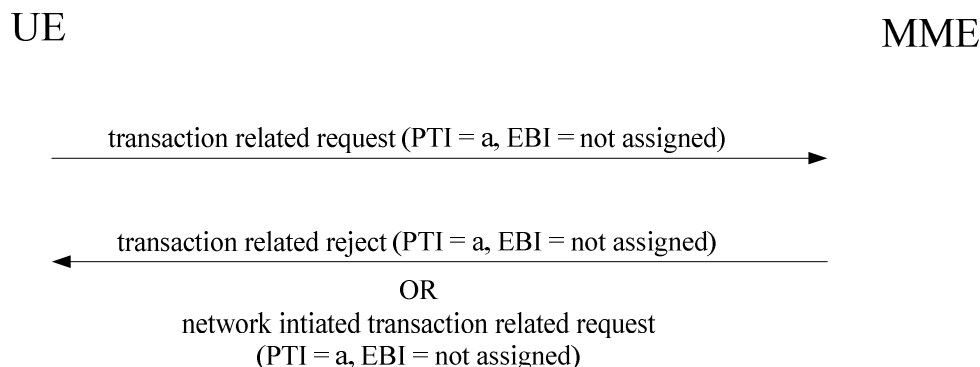 UE
MME
transaction related request (PTI = a, EBI = not assigned)
transaction related reject (PTI = a, EBI = not assigned)
OR
network intiated transaction related request
(PTI = a, EBI = not assigned)